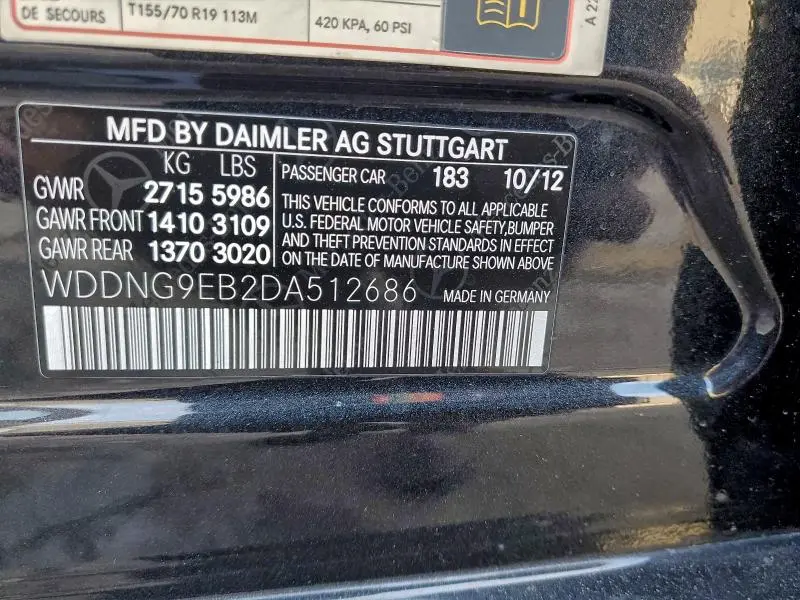 DE SECOURS T155/70 R19 113M 420 KPA, 60 PSI
MFD BY DAIMLER AG STUTTGART
KG LBS
GVWR 2715 5986
GAWR FRONT 1410 3109
GAWR REAR 1370 3020
PASSENGER CAR 183 10/12
THIS VEHICLE CONFORMS TO ALL APPLICABLE
U.S. FEDERAL MOTOR VEHICLE SAFETY,BUMPER
AND THEFT PREVENTION STANDARDS IN EFFECT
ON THE DATE OF MANUFACTURE SHOWN ABOVE
WDDNG9EB2DA512686 MADE IN GERMANY